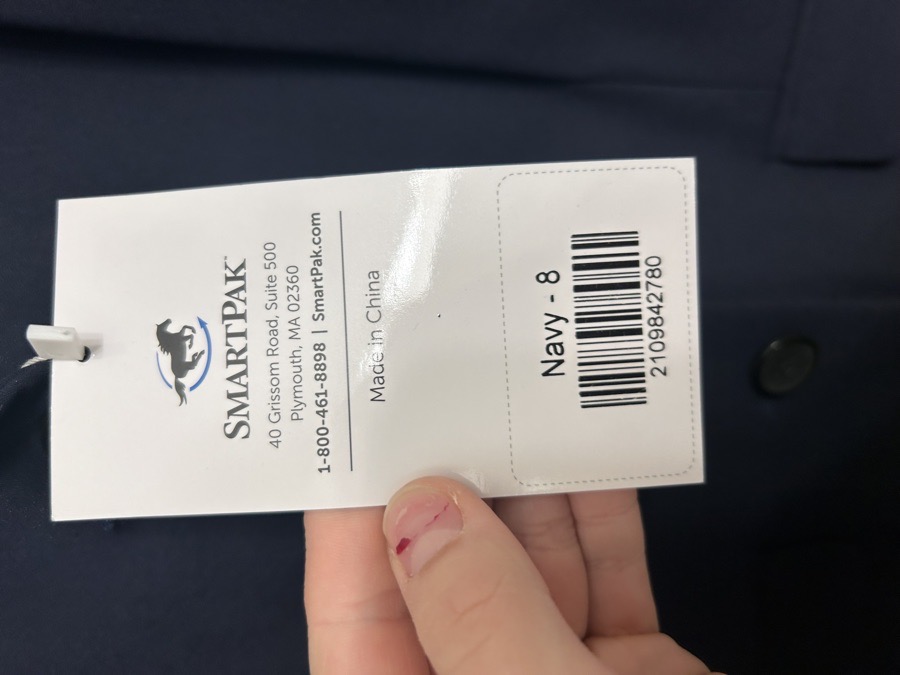 SMARTPAK™
40 Grissom Road, Suite 500
Plymouth, MA 02360
1-800-461-8898 | SmartPak.com
Made in China
Navy - 8
2109842780